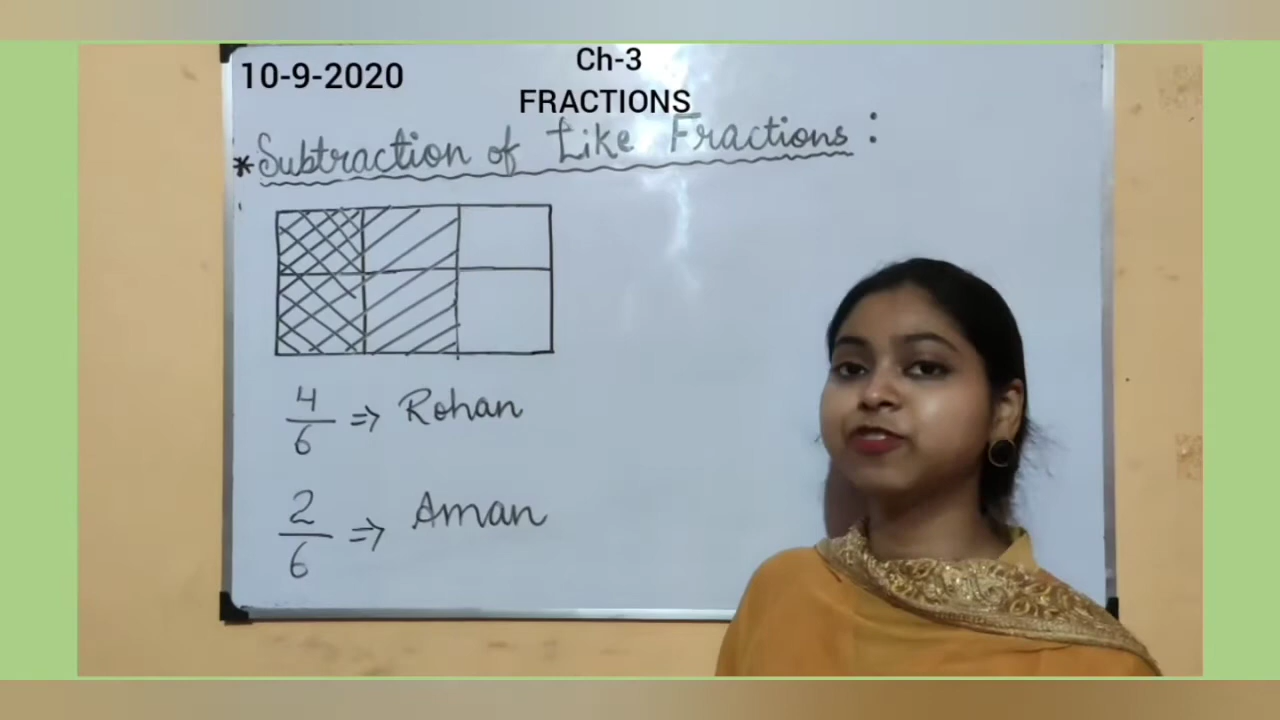 10-9-2020
Ch-3
FRACTIONS
* Subtraction of Like Fractions :
4/6 ⇒ Rohan
2/6 ⇒ Aman